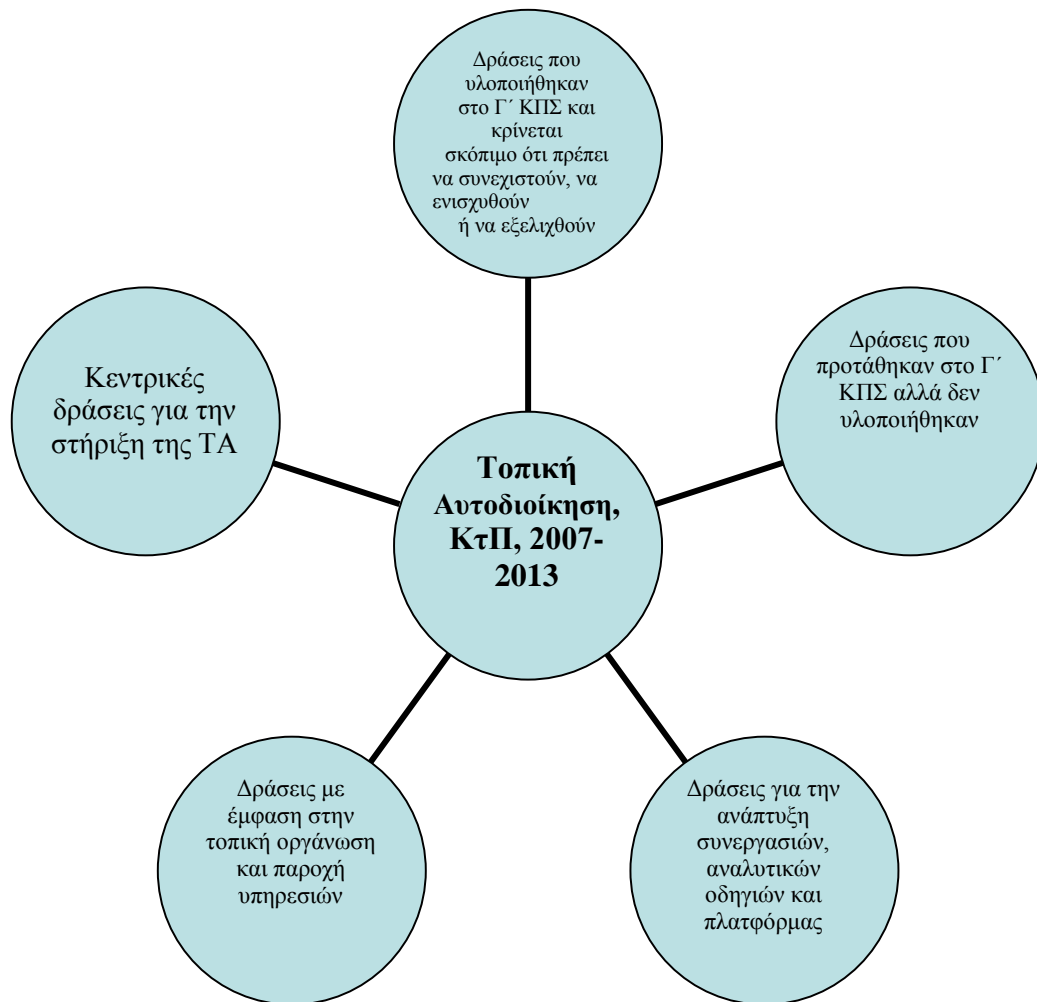 Δράσεις που
υλοποιήθηκαν
στο Γ΄ ΚΠΣ και
κρίνεται
σκόπιμο ότι πρέπει
να συνεχιστούν, να
ενισχυθούν
ή να εξελιχθούν
Κεντρικές
δράσεις για την
στήριξη της ΤΑ
Δράσεις που
προτάθηκαν στο Γ΄
ΚΠΣ αλλά δεν
υλοποιήθηκαν
Τοπική
Αυτοδιοίκηση,
ΚτΠ, 2007-
2013
Δράσεις με
έμφαση στην
τοπική οργάνωση
και παροχή
υπηρεσιών
Δράσεις για την
ανάπτυξη
συνεργασιών,
αναλυτικών
οδηγιών και
πλατφόρμας